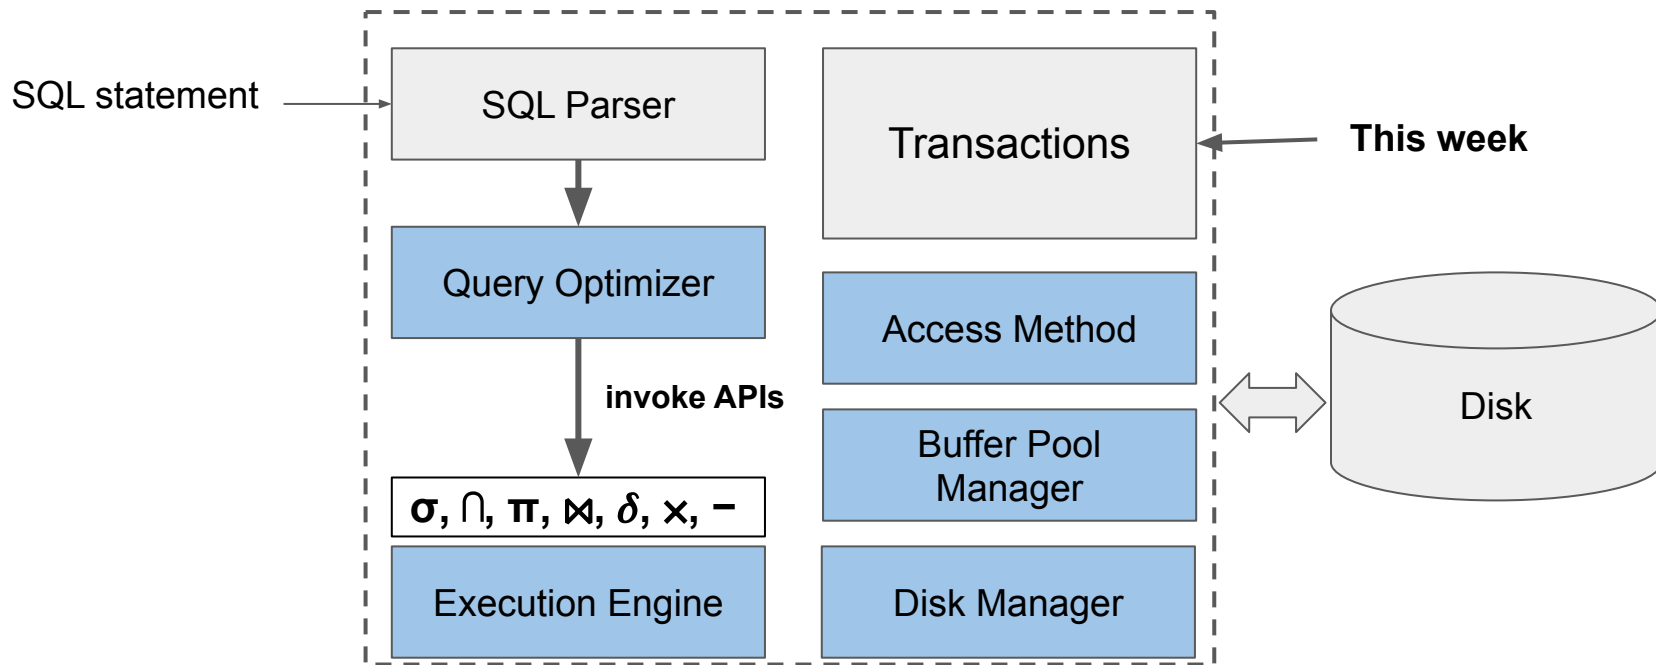 SQL statement
SQL Parser
Transactions
This week
Query Optimizer
Access Method
invoke APIs
Disk
Buffer Pool
Manager
σ, ∩, π, ⋈, δ, ×, −
Execution Engine
Disk Manager